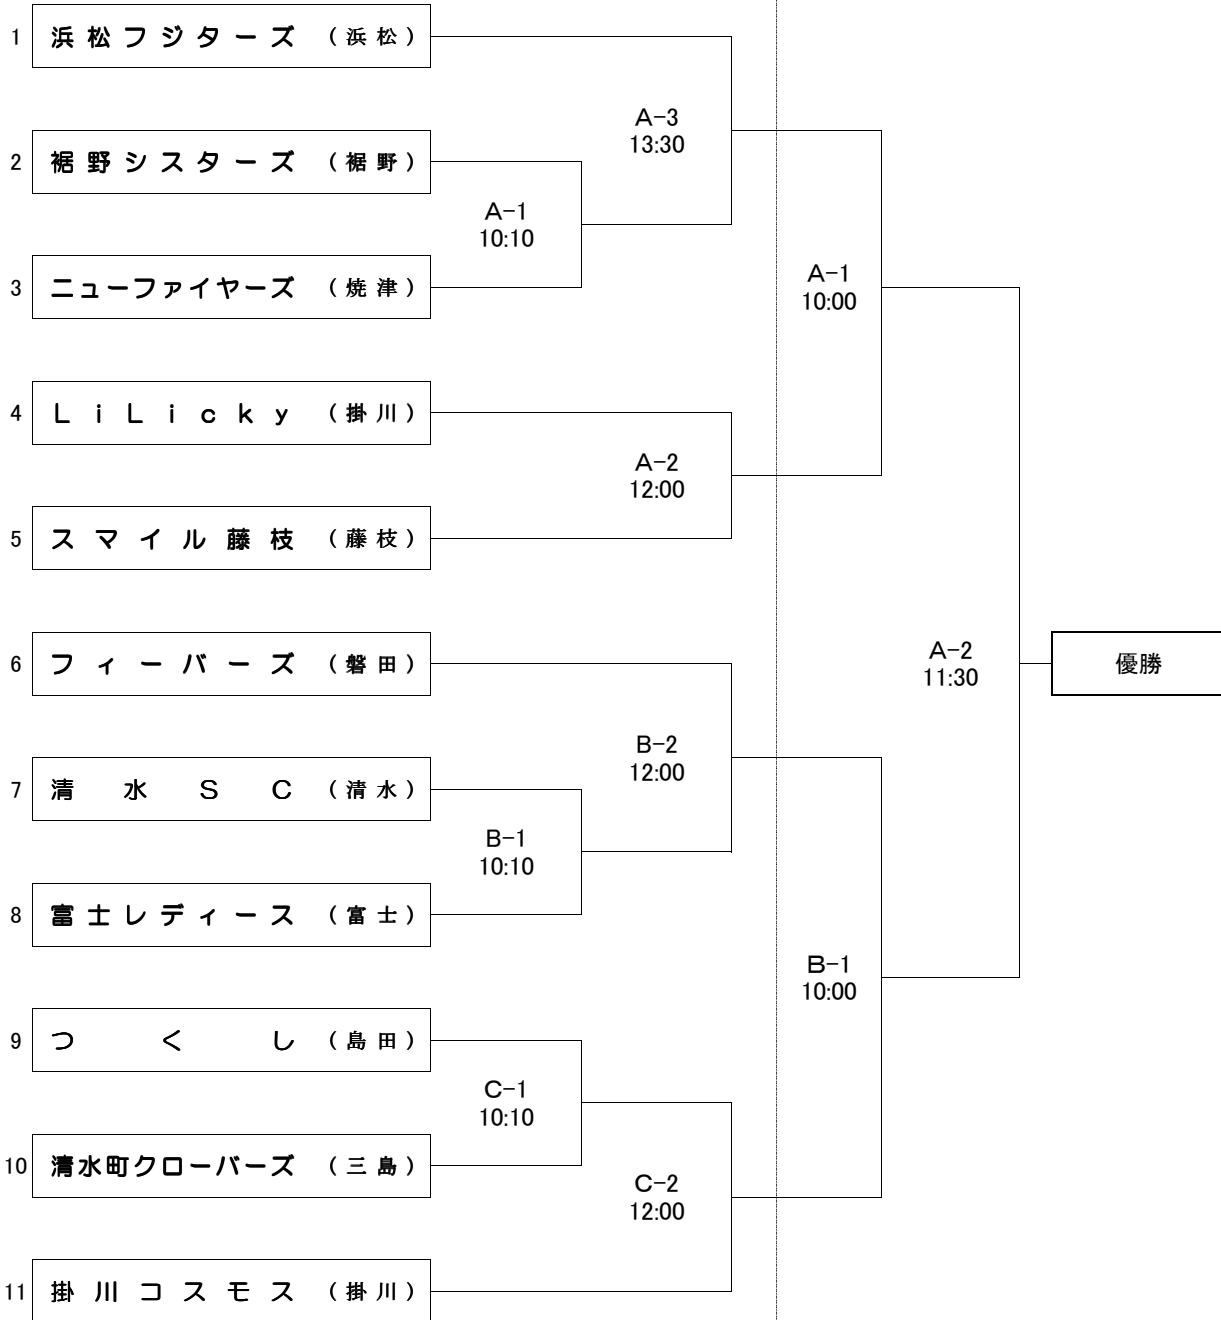 1 浜松フジターズ （浜松）
A-3
13:30
2 裾野シスターズ （裾野）
A-1
10:10
3 ニューファイヤーズ （焼津）
A-1
10:00
4 LiLicky （掛川）
A-2
12:00
5 スマイル藤枝 （藤枝）
6 フィーバーズ （磐田）
A-2
11:30
優勝
B-2
12:00
7 清水SC （清水）
B-1
10:10
8 富士レディース （富士）
B-1
10:00
9 つくし （島田）
C-1
10:10
10 清水町クローバーズ （三島）
C-2
12:00
11 掛川コスモス （掛川）